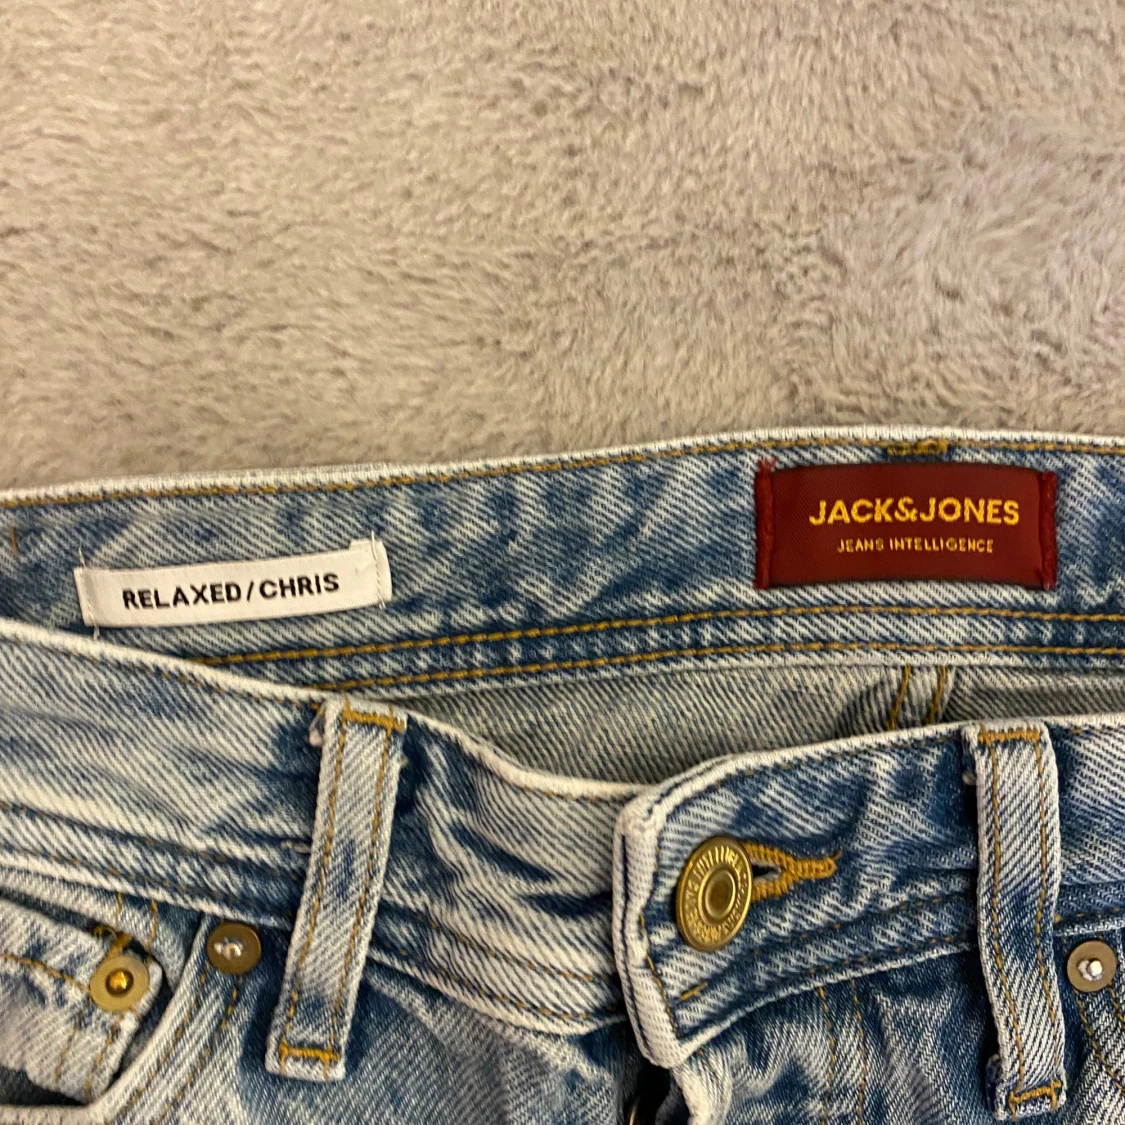 JACK&JONES
JEANS INTELLIGENCE
RELAXED/CHRIS